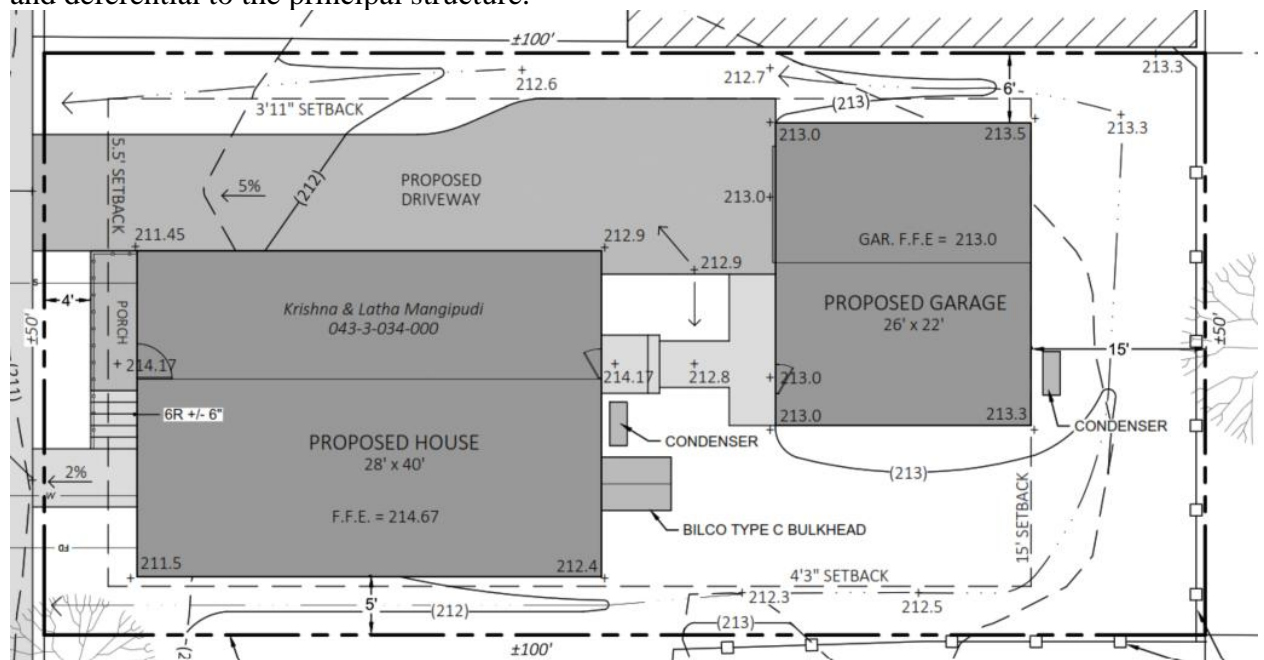 and deferential to the principal structure.
±100'
213.3
212.6
212.7
6'
(213)
3'11" SETBACK
213.0
213.5
213.3
5.5' SETBACK
PROPOSED
DRIVEWAY
5%
(212)
213.0
211.45
212.9
212.9
GAR. F.F.E = 213.0
4'
PORCH
Krishna & Latha Mangipudi
043-3-034-000
PROPOSED GARAGE
26' x 22'
±50'
15'
±50'
214.17
214.17
212.8
213.0
(211)
6R +/- 6"
213.0
213.3
CONDENSER
CONDENSER
PROPOSED HOUSE
28' x 40'
2%
W
(213)
F.F.E. = 214.67
BILCO TYPE C BULKHEAD
15' SETBACK
211.5
212.4
4'3" SETBACK
5'
(212)
212.3
212.5
(213)
±100'